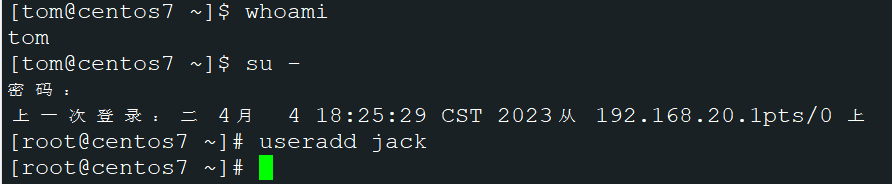 [tom@centos7 ~]$ whoami
tom
[tom@centos7 ~]$ su -
密码：
上一次登录：二 4月  4 18:25:29 CST 2023从 192.168.20.1pts/0 上
[root@centos7 ~]# useradd jack
[root@centos7 ~]#